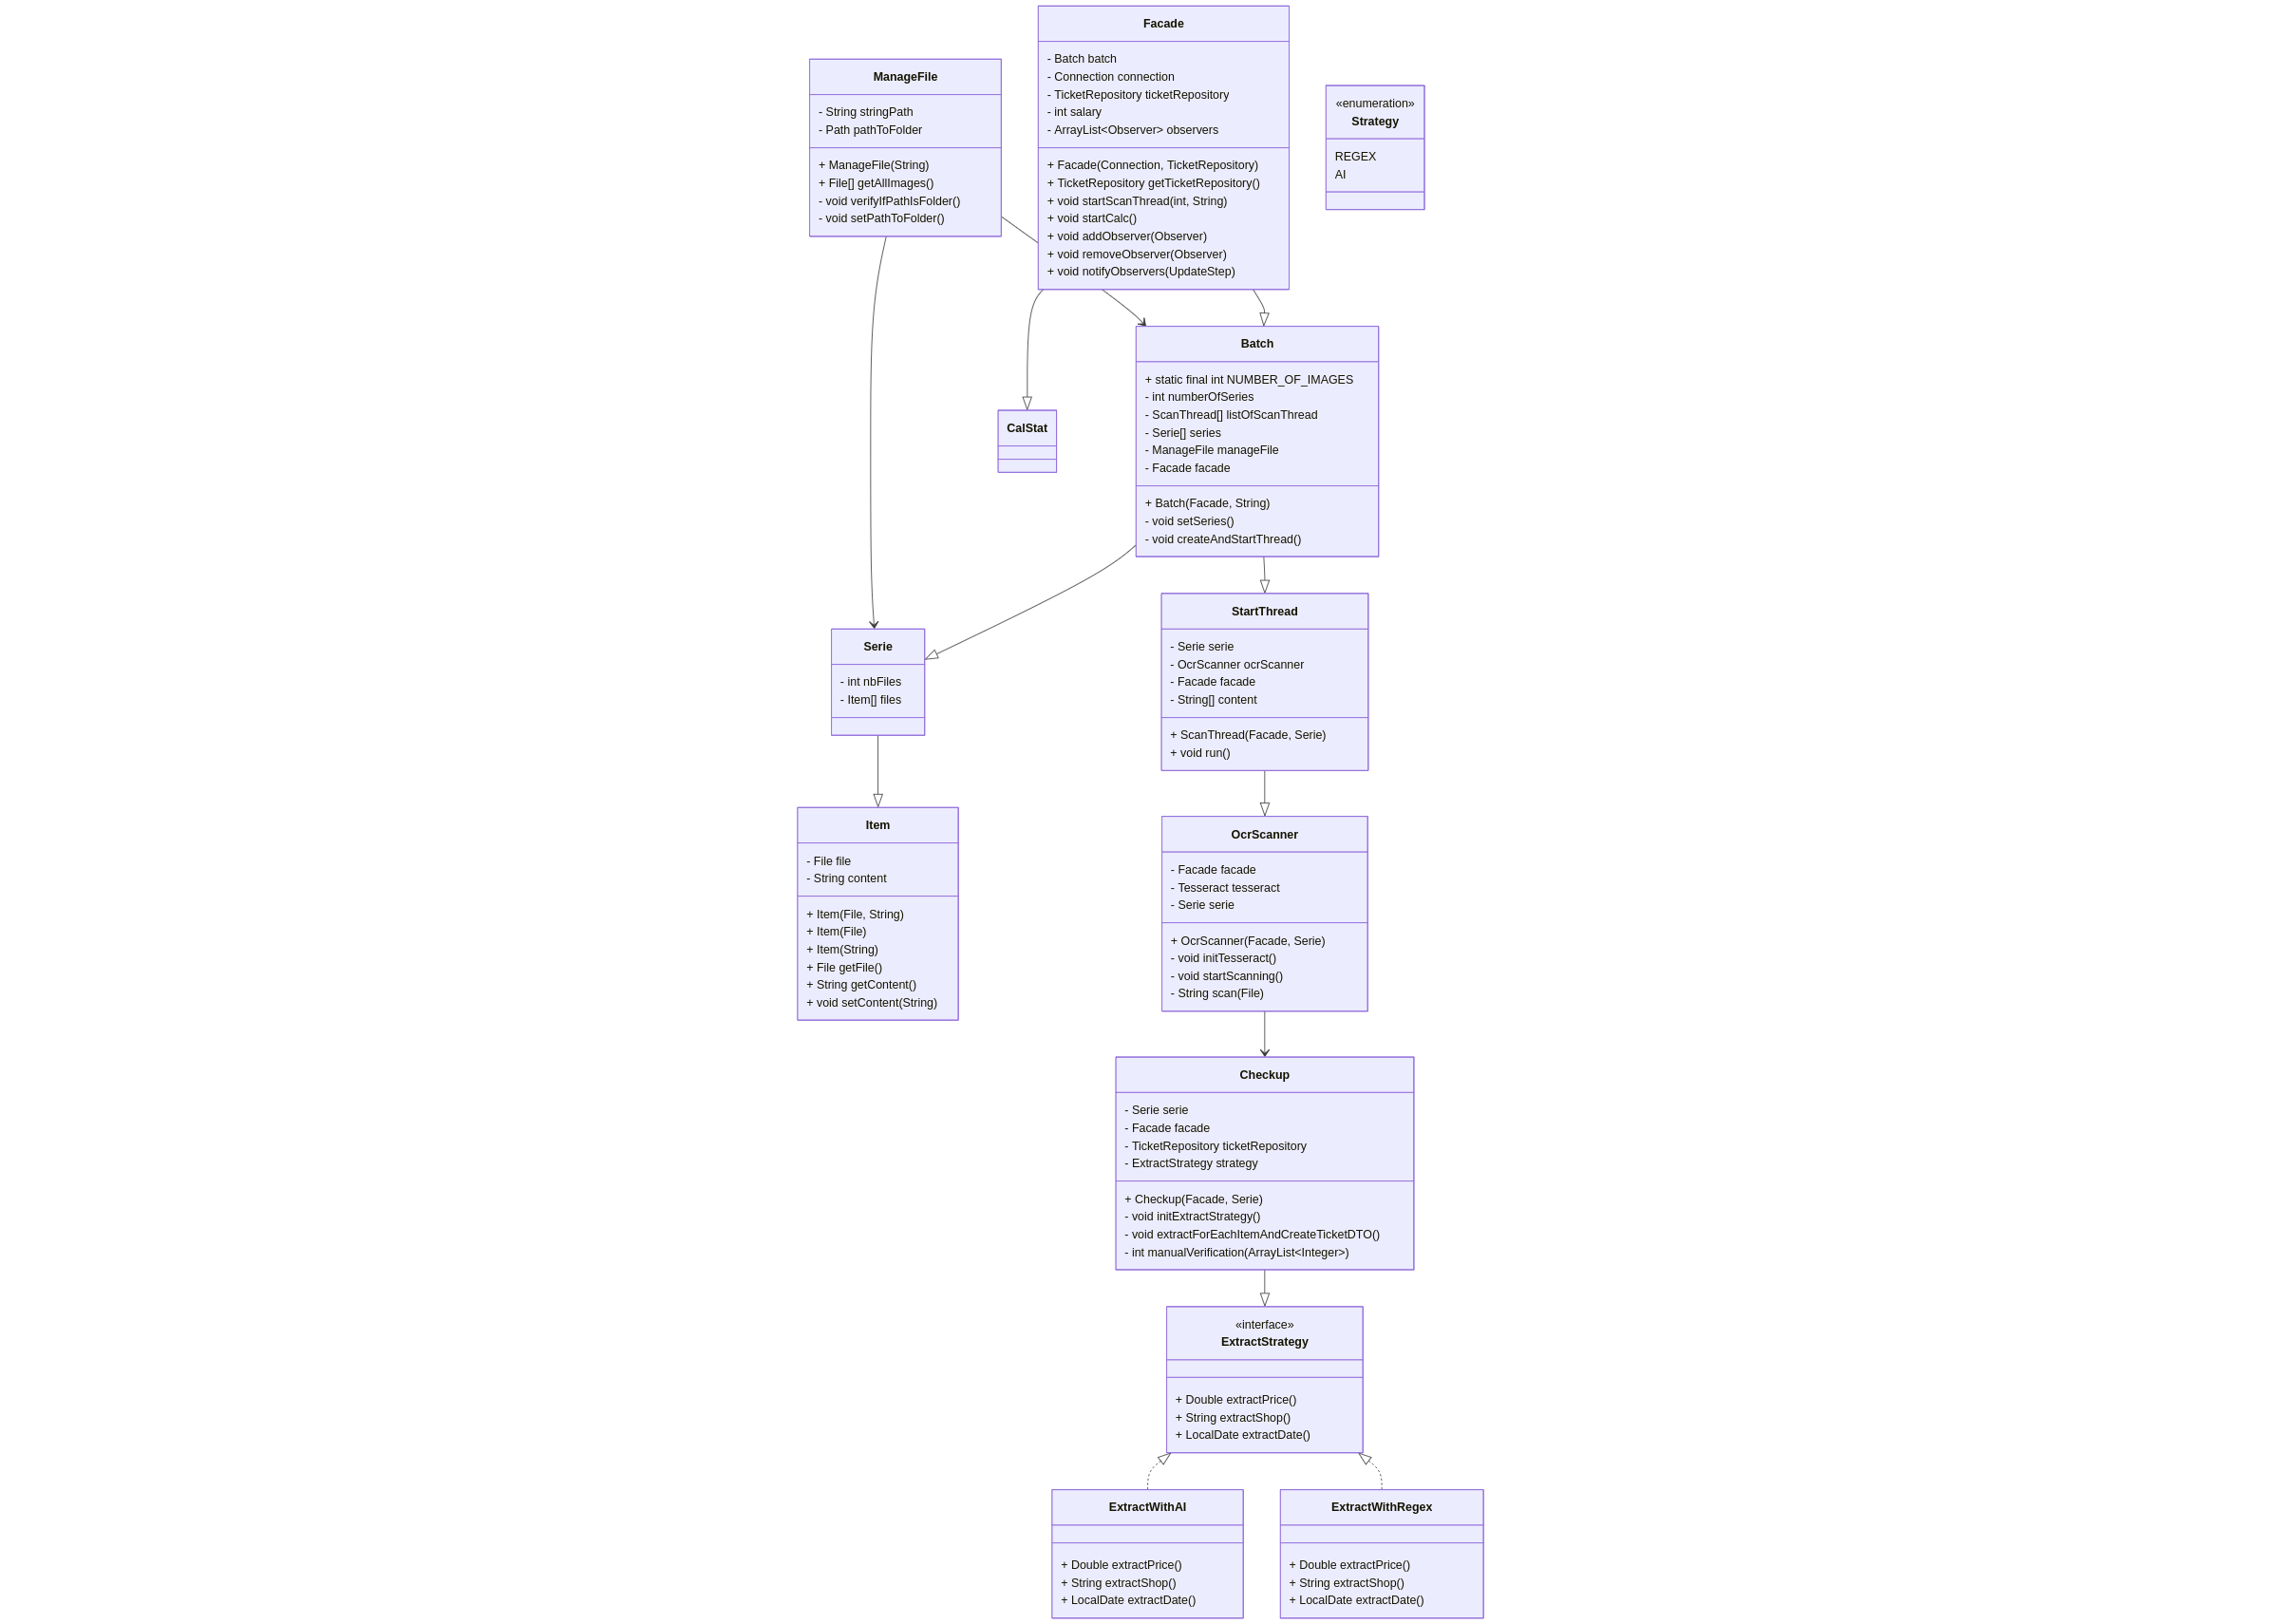 Facade
- Batch batch
- Connection connection
- TicketRepository ticketRepository
- int salary
- ArrayList<Observer> observers
+ Facade(Connection, TicketRepository)
+ TicketRepository getTicketRepository()
+ void startScanThread(int, String)
+ void startCalc()
+ void addObserver(Observer)
+ void removeObserver(Observer)
+ void notifyObservers(UpdateStep)
ManageFile
- String stringPath
- Path pathToFolder
+ ManageFile(String)
+ File[] getAllImages()
- void verifyIfPathIsFolder()
- void setPathToFolder()
«enumeration»
Strategy
REGEX
AI
Batch
+ static final int NUMBER_OF_IMAGES
- int numberOfSeries
- ScanThread[] listOfScanThread
- Serie[] series
- ManageFile manageFile
- Facade facade
+ Batch(Facade, String)
- void setSeries()
- void createAndStartThread()
CalStat
StartThread
- Serie serie
- OcrScanner ocrScanner
- Facade facade
- String[] content
+ ScanThread(Facade, Serie)
+ void run()
Serie
- int nbFiles
- Item[] files
Item
- File file
- String content
+ Item(File, String)
+ Item(File)
+ Item(String)
+ File getFile()
+ String getContent()
+ void setContent(String)
OcrScanner
- Facade facade
- Tesseract tesseract
- Serie serie
+ OcrScanner(Facade, Serie)
- void initTesseract()
- void startScanning()
- String scan(File)
Checkup
- Serie serie
- Facade facade
- TicketRepository ticketRepository
- ExtractStrategy strategy
+ Checkup(Facade, Serie)
- void initExtractStrategy()
- void extractForEachItemAndCreateTicketDTO()
- int manualVerification(ArrayList<Integer>)
«interface»
ExtractStrategy
+ Double extractPrice()
+ String extractShop()
+ LocalDate extractDate()
ExtractWithAI
+ Double extractPrice()
+ String extractShop()
+ LocalDate extractDate()
ExtractWithRegex
+ Double extractPrice()
+ String extractShop()
+ LocalDate extractDate()